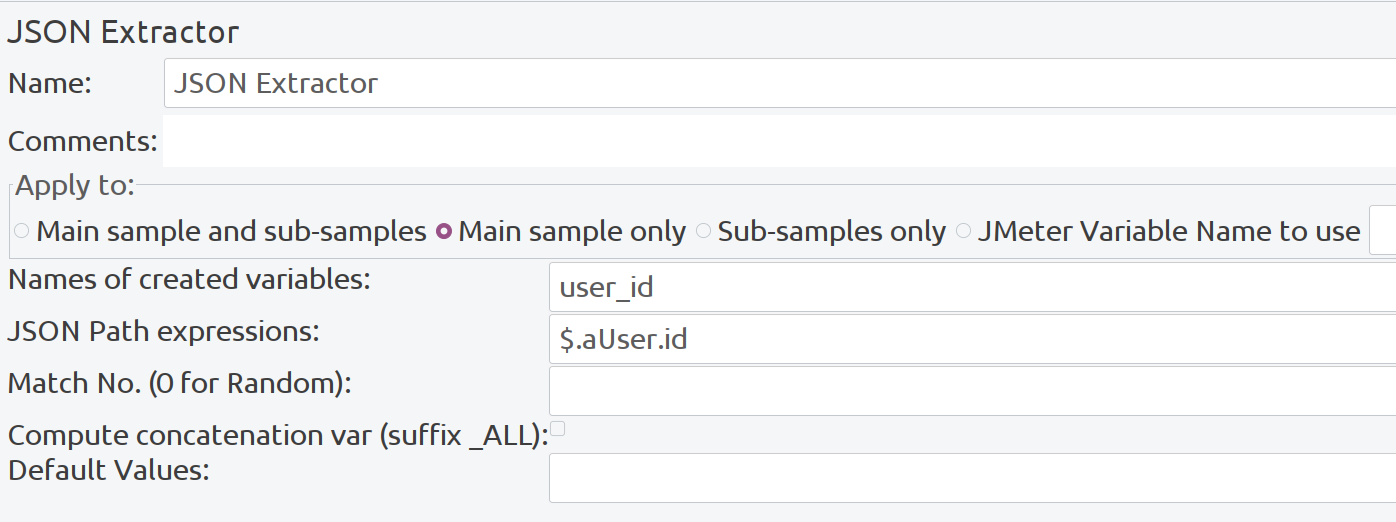 JSON Extractor
Name: JSON Extractor
Comments:
Apply to:
Main sample and sub-samples Main sample only Sub-samples only JMeter Variable Name to use
Names of created variables: user_id
JSON Path expressions: $.aUser.id
Match No. (0 for Random):
Compute concatenation var (suffix _ALL):
Default Values: